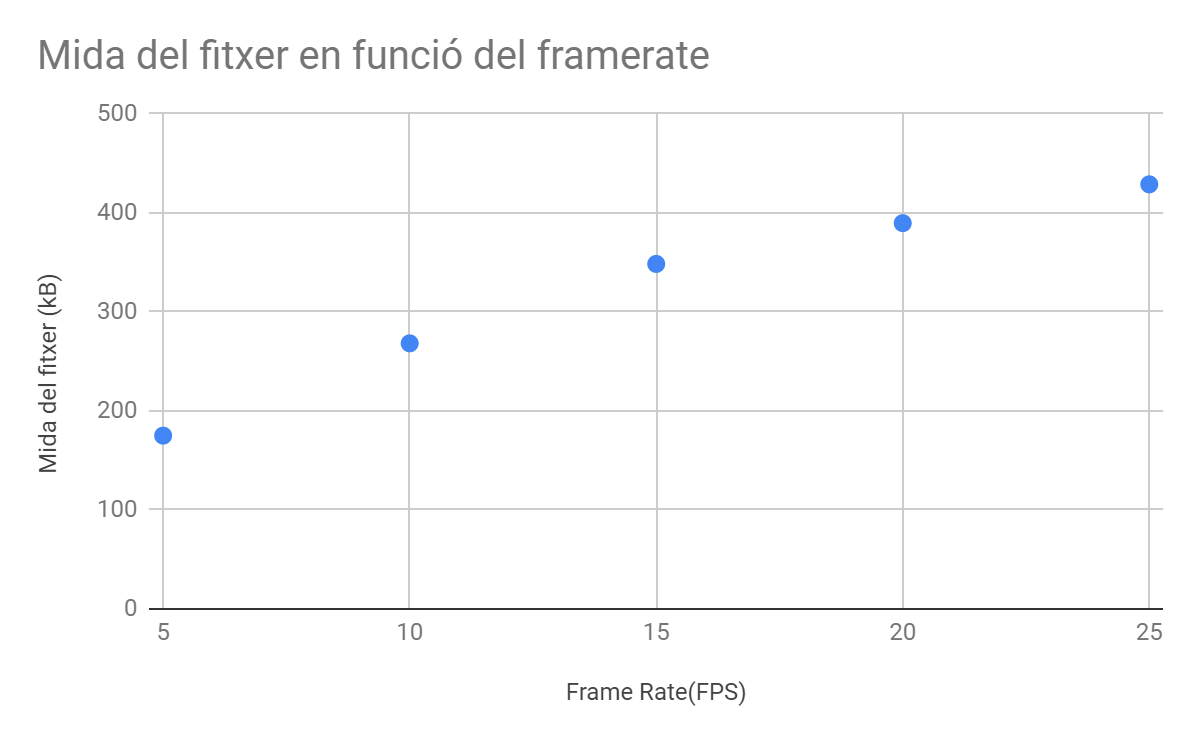 Mida del fitxer en funció del framerate
500
400
300
200
100
0
Mida del fitxer (kB)
5 10 15 20 25
Frame Rate(FPS)